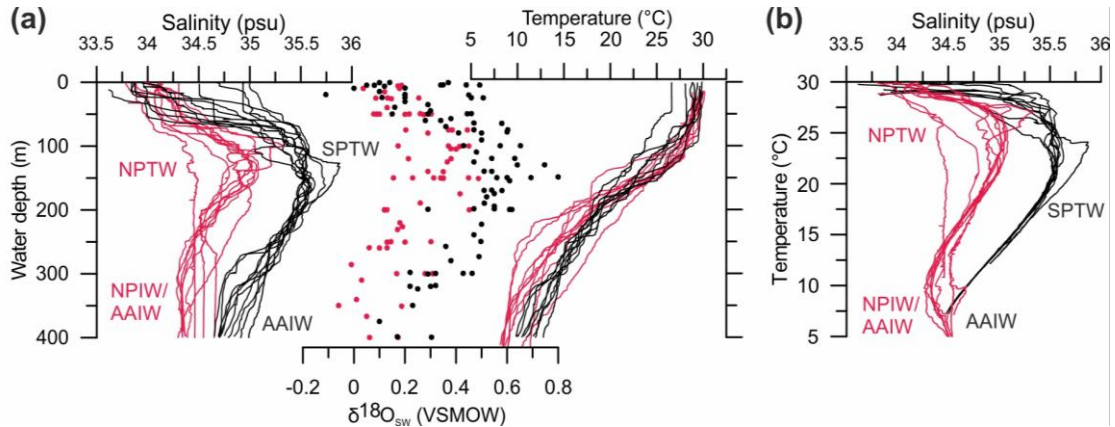 (a)
Salinity (psu)
33.5 34 34.5 35 35.5 36
Temperature (°C)
5 10 15 20 25 30
Water depth (m)
0
100
200
300
400
NPTW
SPTW
NPIW/
AAIW
AAIW
-0.2 0 0.2 0.4 0.6 0.8
δ18Osw (VSMOW)
(b)
Salinity (psu)
33.5 34 34.5 35 35.5 36
Temperature (°C)
30
25
20
15
10
5
NPTW
SPTW
NPIW/
AAIW
AAIW